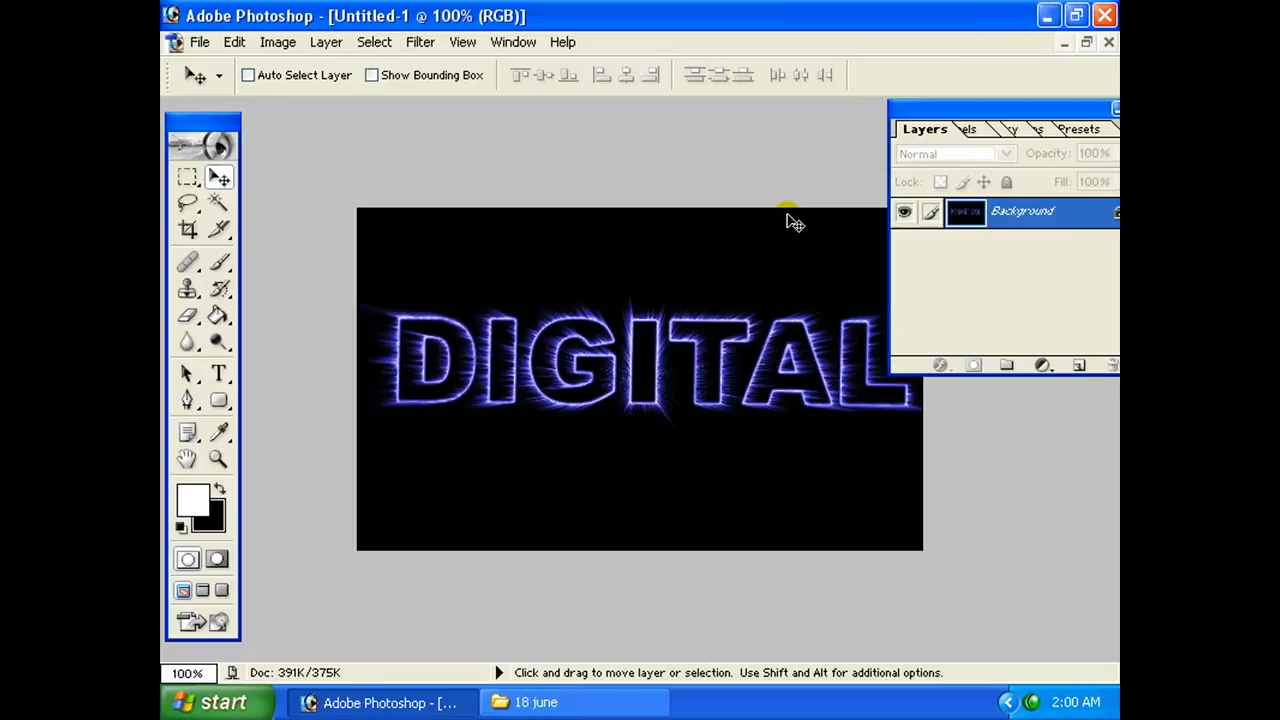 Adobe Photoshop - [Untitled-1 @ 100% (RGB)]
File Edit Image Layer Select Filter View Window Help
Auto Select Layer Show Bounding Box
Layers els ry ns Presets
Normal Opacity: 100%
Lock: Fill: 100%
Background
DIGITAL
T
100% Doc: 391K/375K Click and drag to move layer or selection. Use Shift and Alt for additional options.
start Adobe Photoshop - [... 18 june 2:00 AM